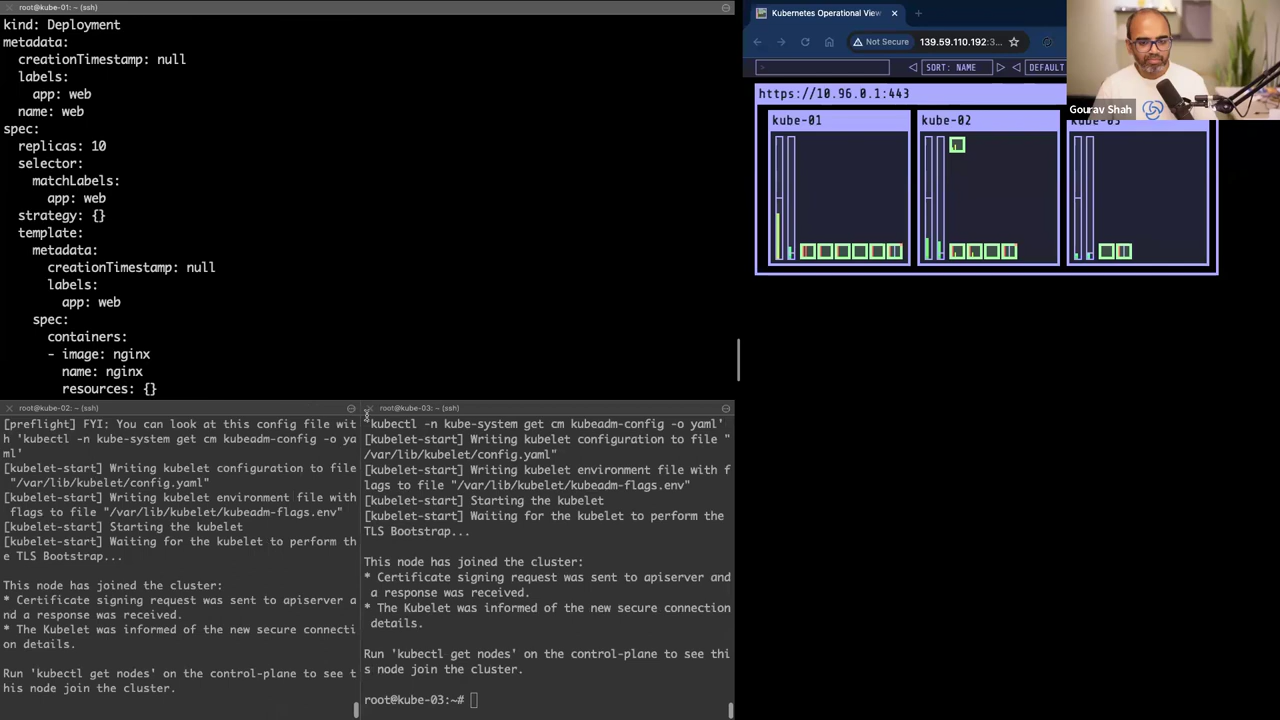 root@kube-01: ~ (ssh)
kind: Deployment
metadata:
  creationTimestamp: null
  labels:
    app: web
  name: web
spec:
  replicas: 10
  selector:
    matchLabels:
      app: web
  strategy: {}
  template:
    metadata:
      creationTimestamp: null
      labels:
        app: web
    spec:
      containers:
      - image: nginx
        name: nginx
        resources: {}
root@kube-02: ~ (ssh)
[preflight] FYI: You can look at this config file wit
h 'kubectl -n kube-system get cm kubeadm-config -o ya
ml'
[kubelet-start] Writing kubelet configuration to file
 "/var/lib/kubelet/config.yaml"
[kubelet-start] Writing kubelet environment file with
 flags to file "/var/lib/kubelet/kubeadm-flags.env"
[kubelet-start] Starting the kubelet
[kubelet-start] Waiting for the kubelet to perform th
e TLS Bootstrap...
This node has joined the cluster:
* Certificate signing request was sent to apiserver a
nd a response was received.
* The Kubelet was informed of the new secure connecti
on details.
Run 'kubectl get nodes' on the control-plane to see t
his node join the cluster.
root@kube-03: ~ (ssh)
'kubectl -n kube-system get cm kubeadm-config -o yaml'
[kubelet-start] Writing kubelet configuration to file "
/var/lib/kubelet/config.yaml"
[kubelet-start] Writing kubelet environment file with f
lags to file "/var/lib/kubelet/kubeadm-flags.env"
[kubelet-start] Starting the kubelet
[kubelet-start] Waiting for the kubelet to perform the
TLS Bootstrap...
This node has joined the cluster:
* Certificate signing request was sent to apiserver and
 a response was received.
* The Kubelet was informed of the new secure connection
 details.
Run 'kubectl get nodes' on the control-plane to see thi
s node join the cluster.
root@kube-03:~#
Kubernetes Operational View
Not Secure 139.59.110.192:3...
> SORT: NAME DEFAULT
https://10.96.0.1:443
kube-01 kube-02 kube-03
Gourav Shah